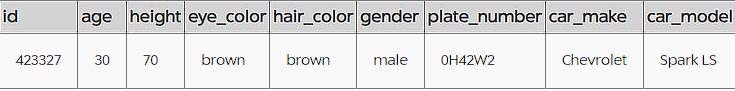 id age height eye_color hair_color gender plate_number car_make car_model
423327 30 70 brown brown male 0H42W2 Chevrolet Spark LS